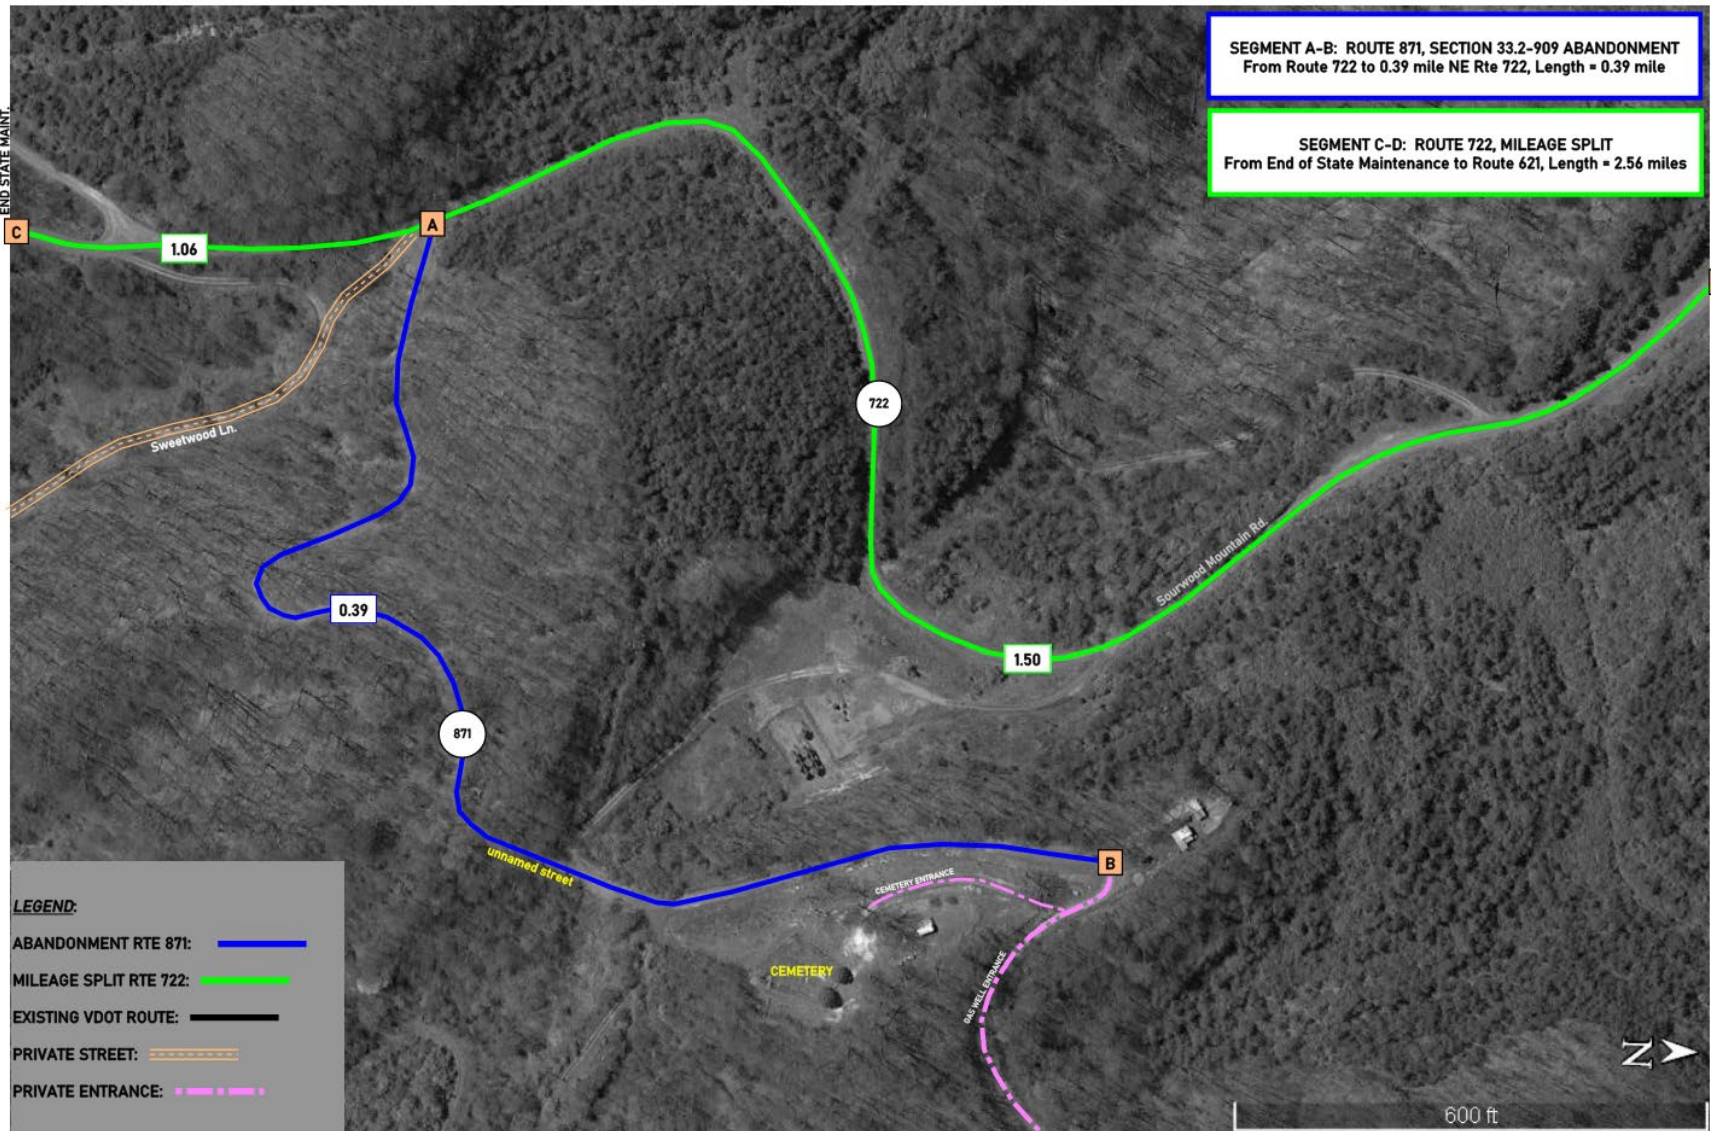 SEGMENT A-B: ROUTE 871, SECTION 33.2-909 ABANDONMENT
From Route 722 to 0.39 mile NE Rte 722, Length = 0.39 mile
SEGMENT C-D: ROUTE 722, MILEAGE SPLIT
From End of State Maintenance to Route 621, Length = 2.56 miles
END STATE MAINT.
C
A
1.06
722
Sweetwood Ln.
Sourwood Mountain Rd.
0.39
1.50
871
unnamed street
B
CEMETERY ENTRANCE
CEMETERY
GAS WELL ENTRANCE
LEGEND:
ABANDONMENT RTE 871:
MILEAGE SPLIT RTE 722:
EXISTING VDOT ROUTE:
PRIVATE STREET:
PRIVATE ENTRANCE:
N
600 ft